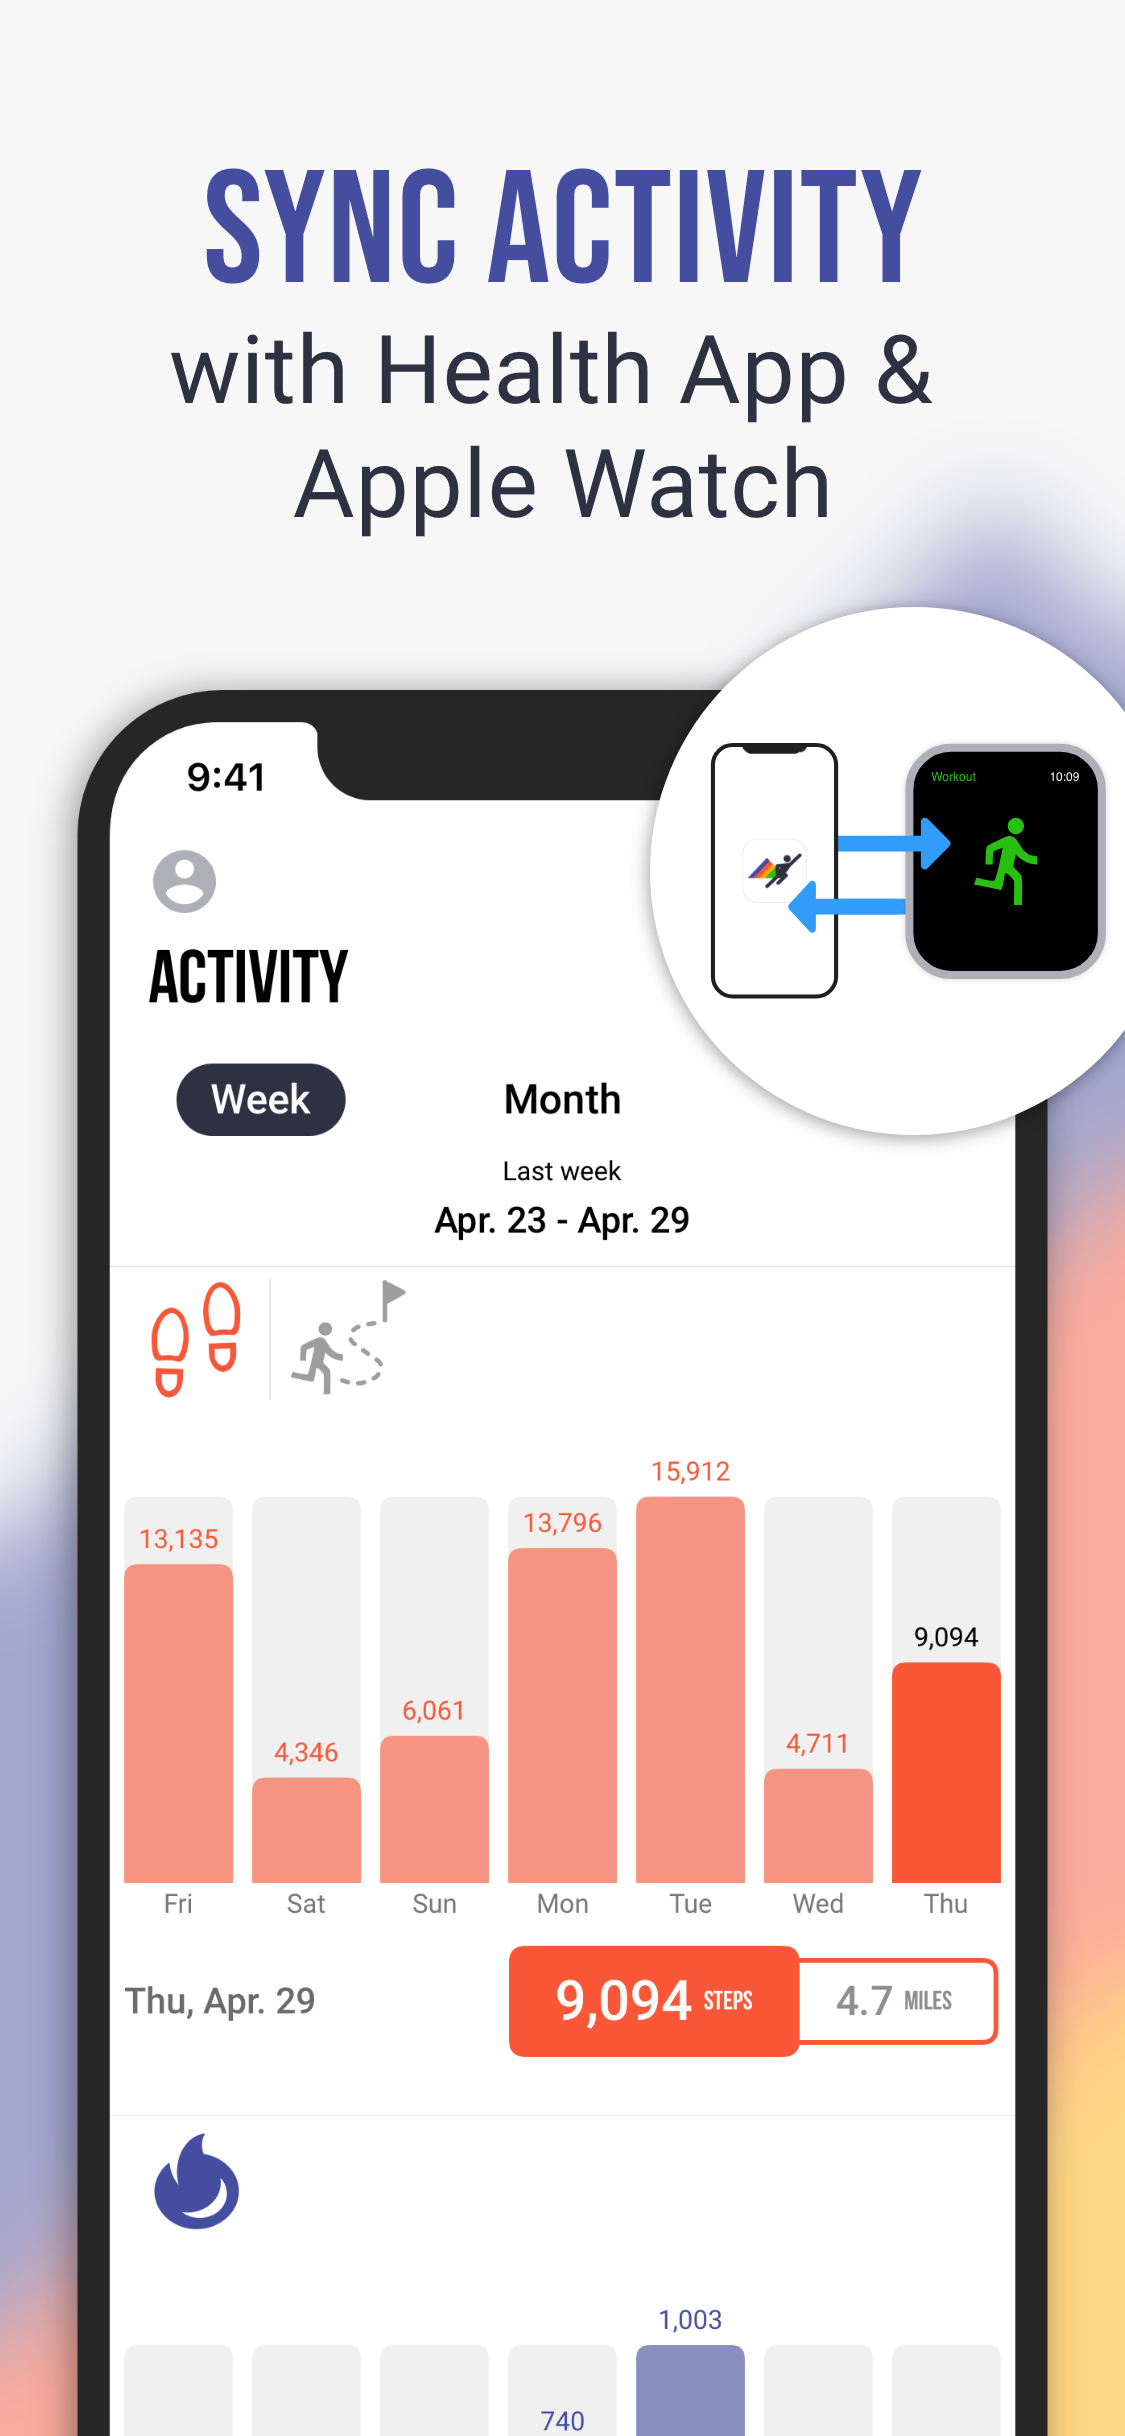 SYNC ACTIVITY
with Health App &
Apple Watch
9:41
Workout 10:09
ACTIVITY
Week Month
Last week
Apr. 23 - Apr. 29
15,912
13,135 13,796
9,094
6,061
4,346 4,711
Fri Sat Sun Mon Tue Wed Thu
Thu, Apr. 29 9,094 STEPS 4.7 MILES
1,003
740